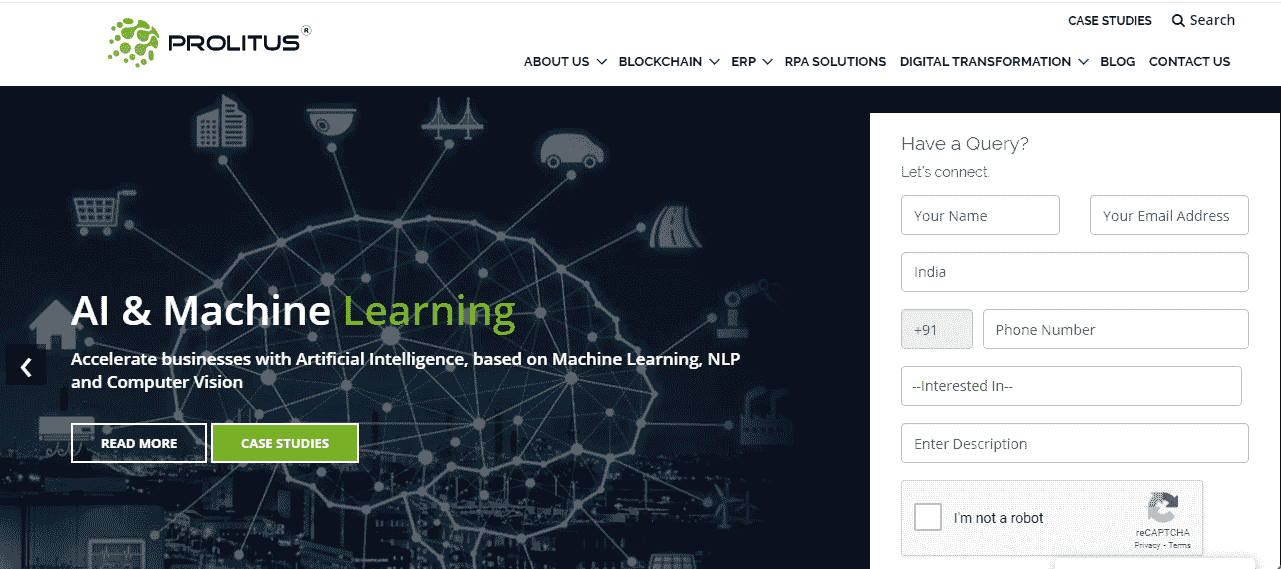 CASE STUDIES Search
PROLITUS®
ABOUT US BLOCKCHAIN ERP RPA SOLUTIONS DIGITAL TRANSFORMATION BLOG CONTACT US
AI & Machine Learning
Accelerate businesses with Artificial Intelligence, based on Machine Learning, NLP
and Computer Vision
READ MORE CASE STUDIES
Have a Query?
Let's connect.
Your Name Your Email Address
India
+91 Phone Number
--Interested In--
Enter Description
I'm not a robot
reCAPTCHA
Privacy - Terms